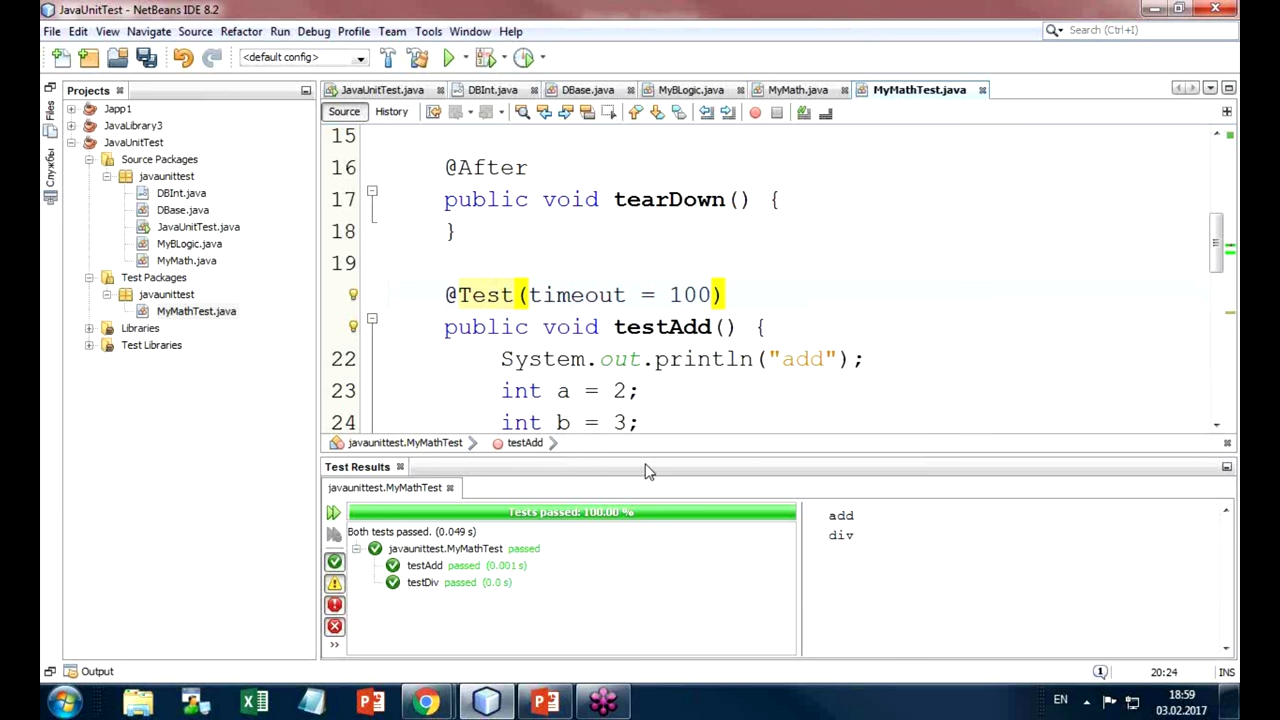 JavaUnitTest - NetBeans IDE 8.2
File Edit View Navigate Source Refactor Run Debug Profile Team Tools Window Help
Search (Ctrl+I)
<default config>
Projects
JavaUnitTest.java DBInt.java DBase.java MyBLogic.java MyMath.java MyMathTest.java
Source History
Files
Службы
Japp1
JavaLibrary3
JavaUnitTest
Source Packages
javaunittest
DBInt.java
DBase.java
JavaUnitTest.java
MyBLogic.java
MyMath.java
Test Packages
javaunittest
MyMathTest.java
Libraries
Test Libraries
15
16 @After
17 public void tearDown() {
18 }
19
@Test(timeout = 100)
public void testAdd() {
22 System.out.println("add");
23 int a = 2;
24 int b = 3;
javaunittest.MyMathTest testAdd
Test Results
javaunittest.MyMathTest
Tests passed: 100.00 %
Both tests passed. (0.049 s)
javaunittest.MyMathTest passed
testAdd passed (0.001 s)
testDiv passed (0.0 s)
>>
add
div
Output
1
20:24
INS
EN
18:59
03.02.2017